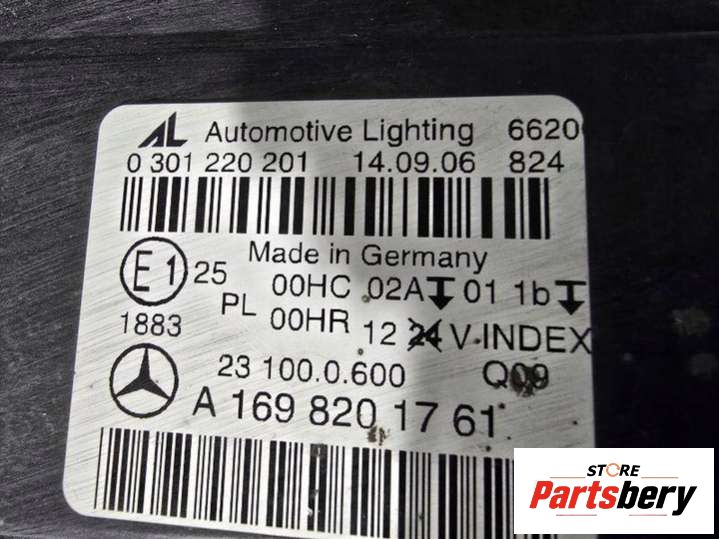 AL Automotive Lighting 6620
0 301 220 201 14.09.06 824
Made in Germany
E1 25 00HC 02A 01 1b
PL 00HR 12 24 V-INDEX
1883
23 100.0.600 Q09
A 169 820 17 61
STORE
Partsbery